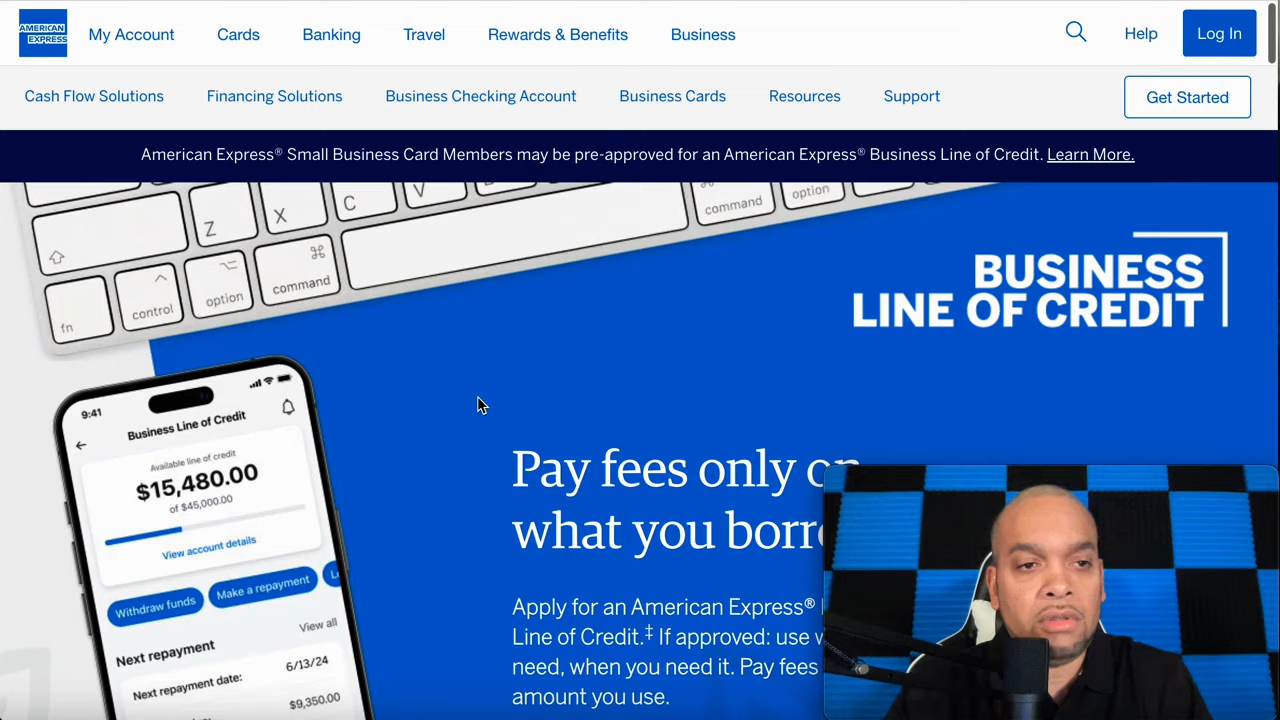 AMERICAN
EXPRESS
My Account
Cards
Banking
Travel
Rewards & Benefits
Business
Help
Log In
Cash Flow Solutions
Financing Solutions
Business Checking Account
Business Cards
Resources
Support
Get Started
American Express® Small Business Card Members may be pre-approved for an American Express® Business Line of Credit. Learn More.
Z
X
C
V
command
option
fn
control
option
command
BUSINESS
LINE OF CREDIT
9:41
Business Line of Credit
Available line of credit
$15,480.00
of $45,000.00
View account details
Withdraw funds
Make a repayment
Next repayment
View all
Next repayment date:
6/13/24
$9,350.00
Pay fees only on
what you
Apply for an American Express®
Line of Credit.‡ If approved: use
need, when you need it. Pay fees
amount you use.